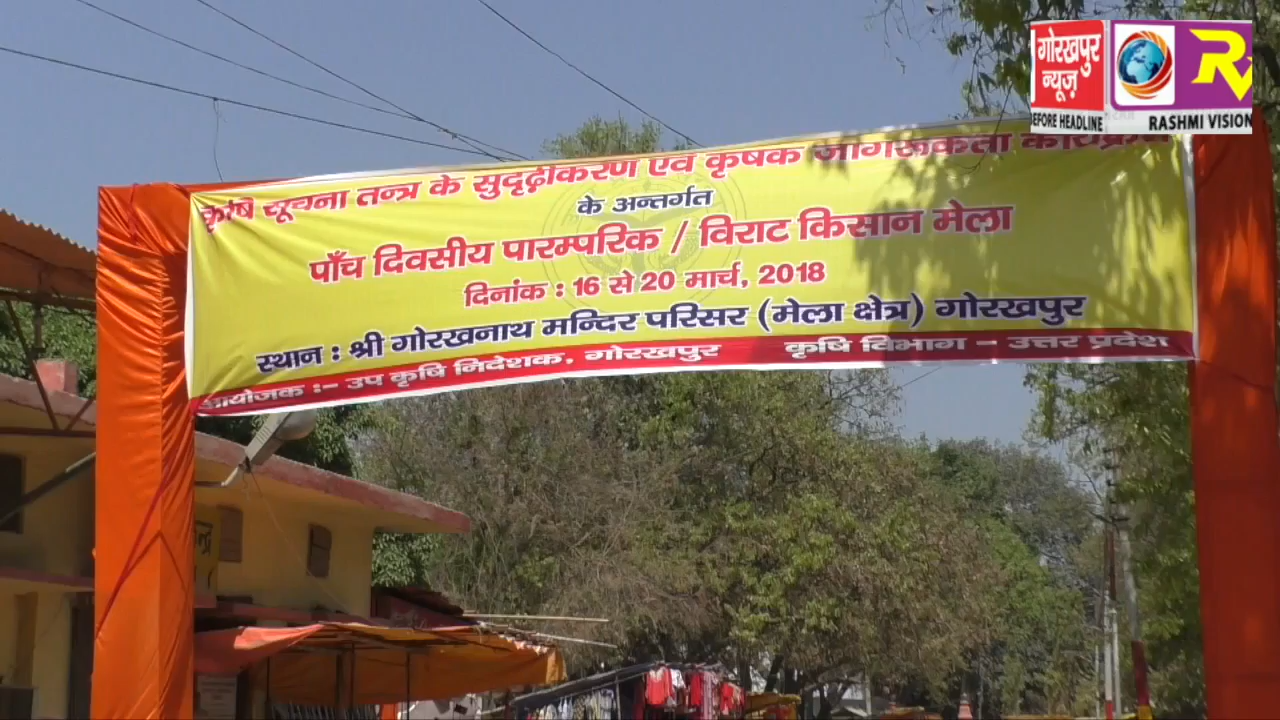 गोरखपुर
न्यूज़
BEFORE HEADLINE
RASHMI VISION
कृषि सूचना तन्त्र के सुदृढ़ीकरण एवं कृषक जागरूकता कार्यक्रम
के अन्तर्गत
पाँच दिवसीय पारम्परिक / विराट किसान मेला
दिनांक : 16 से 20 मार्च, 2018
स्थान : श्री गोरखनाथ मन्दिर परिसर (मेला क्षेत्र) गोरखपुर
आयोजक :- उप कृषि निदेशक, गोरखपुर कृषि विभाग - उत्तर प्रदेश